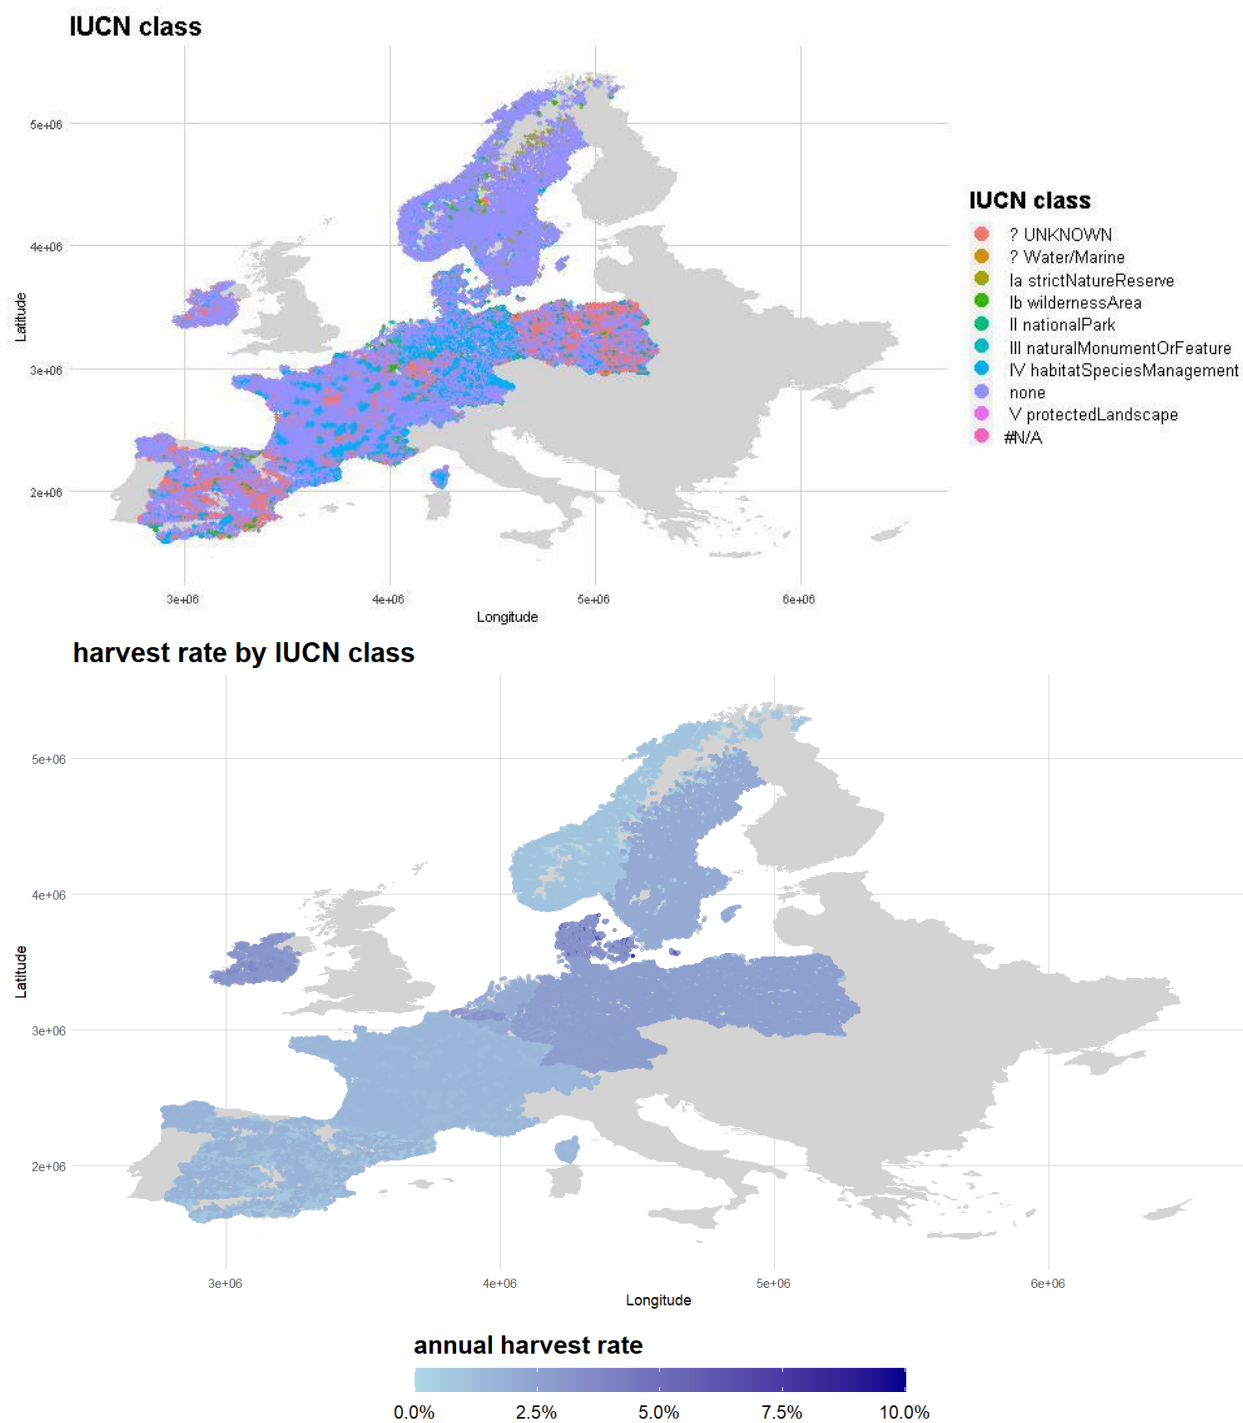 IUCN class
5e+06
4e+06
3e+06
2e+06
Latitude
3e+06
4e+06
5e+06
6e+06
Longitude
IUCN class
? UNKNOWN
? Water/Marine
Ia strictNatureReserve
Ib wildernessArea
II nationalPark
III naturalMonumentOrFeature
IV habitatSpeciesManagement
none
V protectedLandscape
#N/A
harvest rate by IUCN class
5e+06
4e+06
3e+06
2e+06
Latitude
3e+06
4e+06
5e+06
6e+06
Longitude
annual harvest rate
0.0%
2.5%
5.0%
7.5%
10.0%